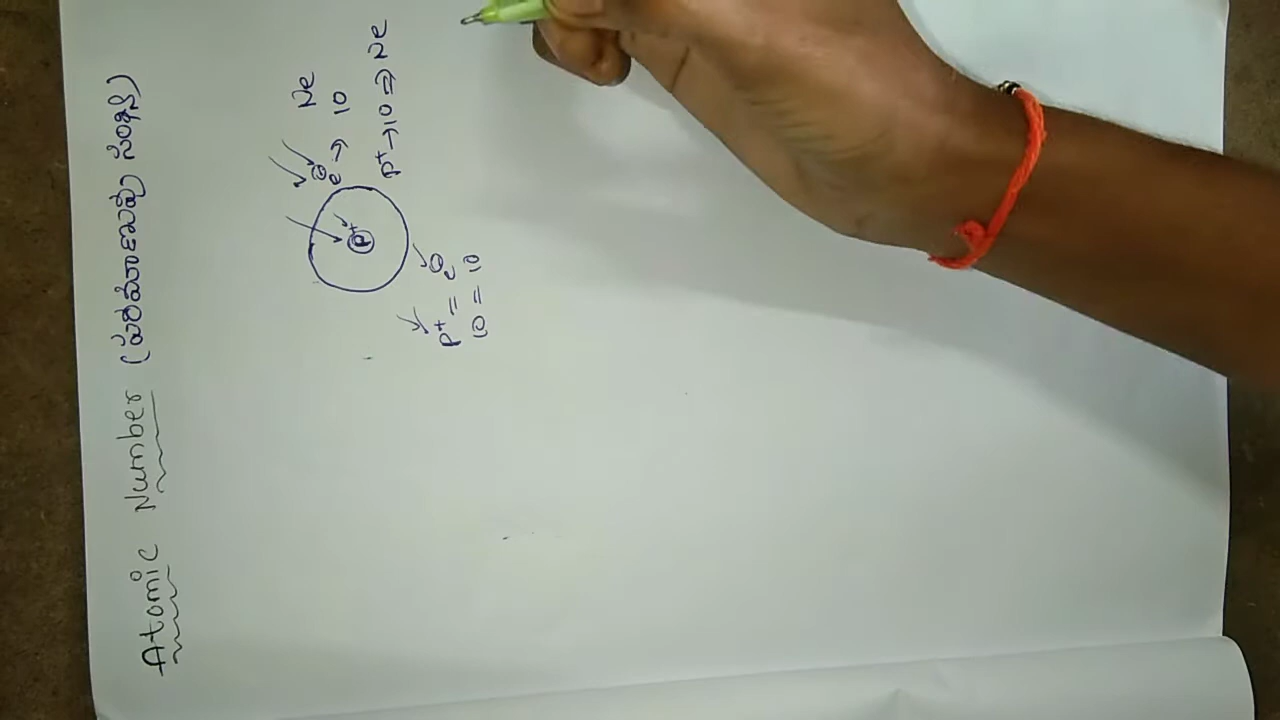 Atomic Number (ಪರಮಾಣು ಸಂಖ್ಯೆ)
Ne
e⊖ → 10
P⁺
P⁺ → 10 ⇒ Ne
P⁺ = e⊖
10 = 10